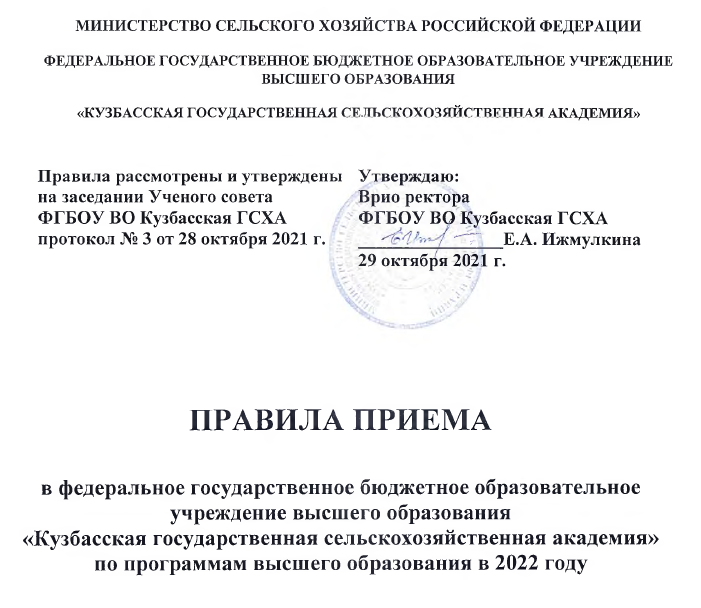 МИНИСТЕРСТВО СЕЛЬСКОГО ХОЗЯЙСТВА РОССИЙСКОЙ ФЕДЕРАЦИИ
ФЕДЕРАЛЬНОЕ ГОСУДАРСТВЕННОЕ БЮДЖЕТНОЕ ОБРАЗОВАТЕЛЬНОЕ УЧРЕЖДЕНИЕ
ВЫСШЕГО ОБРАЗОВАНИЯ
«КУЗБАССКАЯ ГОСУДАРСТВЕННАЯ СЕЛЬСКОХОЗЯЙСТВЕННАЯ АКАДЕМИЯ»
Правила рассмотрены и утверждены
на заседании Ученого совета
ФГБОУ ВО Кузбасская ГСХА
протокол № 3 от 28 октября 2021 г.
Утверждаю:
Врио ректора
ФГБОУ ВО Кузбасская ГСХА
Е.А. Ижмулкина
29 октября 2021 г.
ПРАВИЛА ПРИЕМА
в федеральное государственное бюджетное образовательное
учреждение высшего образования
«Кузбасская государственная сельскохозяйственная академия»
по программам высшего образования в 2022 году